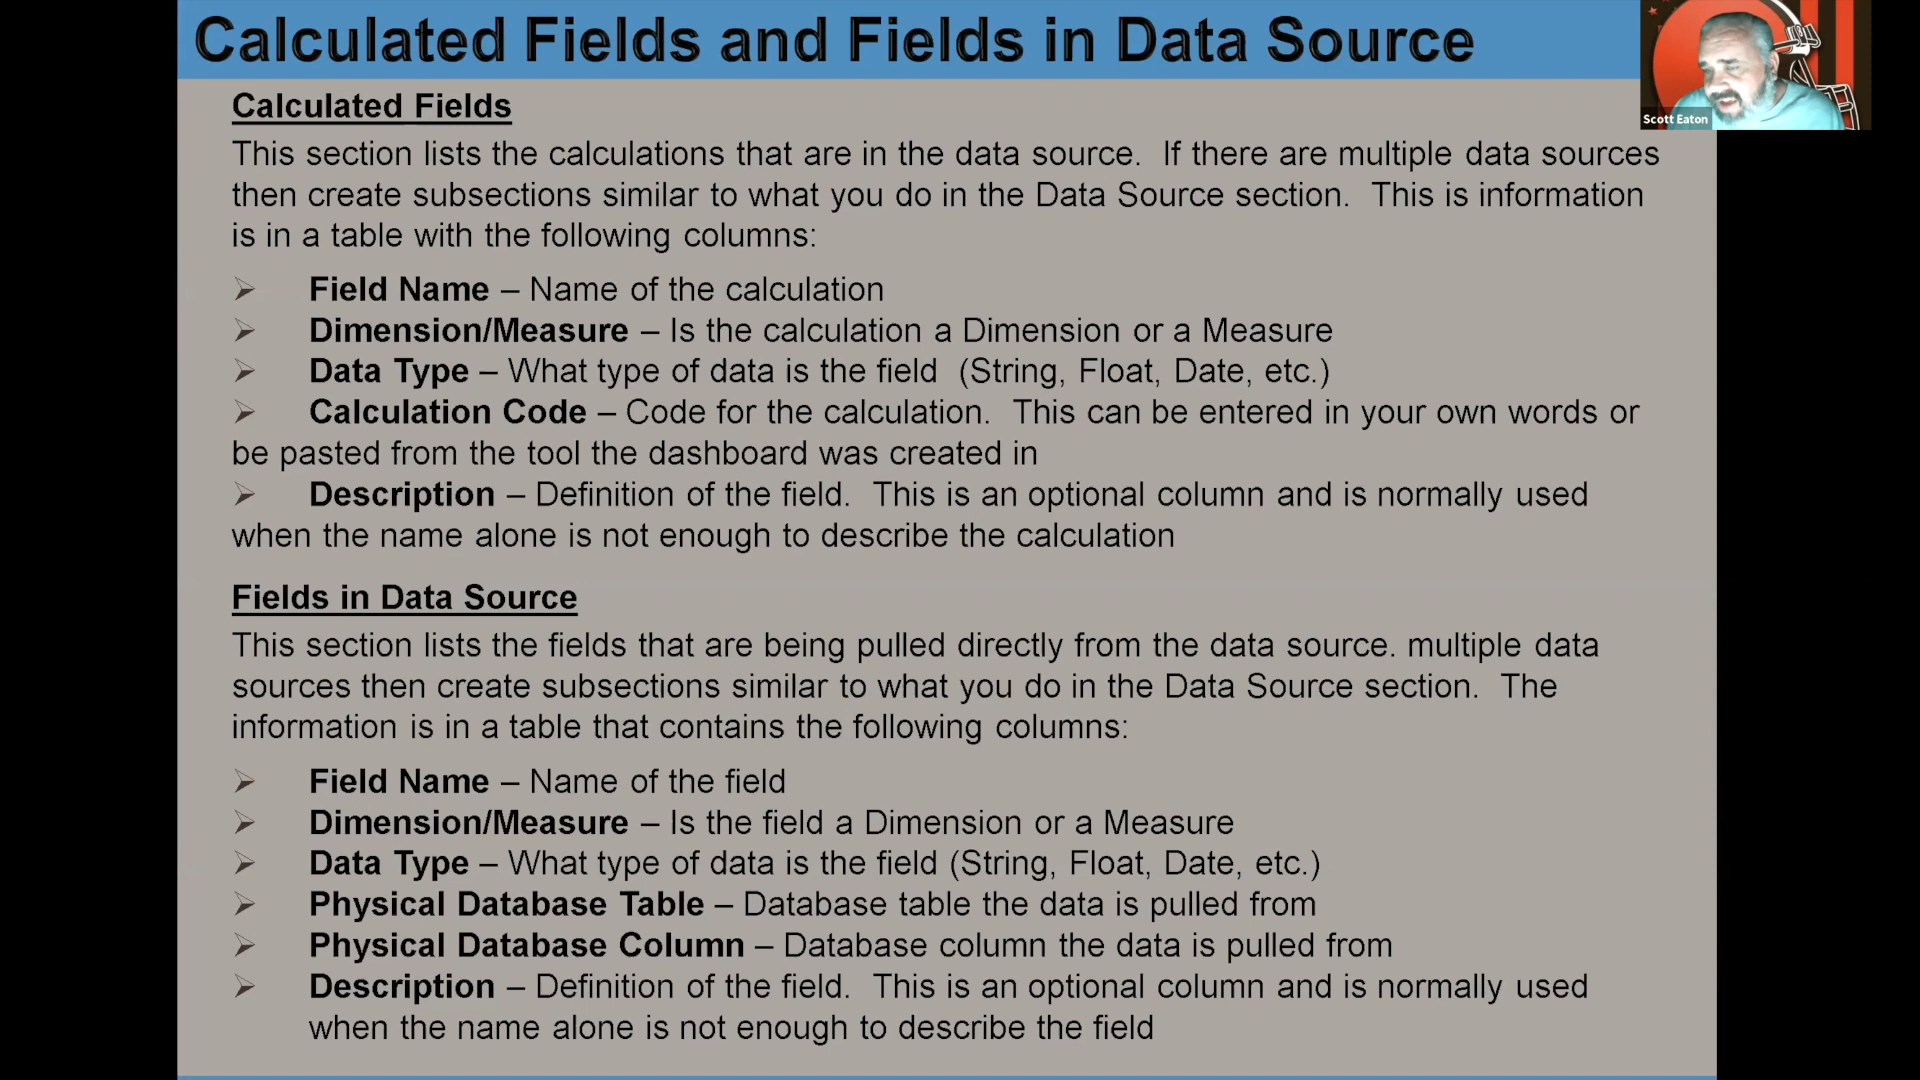 Calculated Fields and Fields in Data Source
Scott Eaton
Calculated Fields
This section lists the calculations that are in the data source.  If there are multiple data sources
then create subsections similar to what you do in the Data Source section.  This is information
is in a table with the following columns:
➢ Field Name – Name of the calculation
➢ Dimension/Measure – Is the calculation a Dimension or a Measure
➢ Data Type – What type of data is the field  (String, Float, Date, etc.)
➢ Calculation Code – Code for the calculation.  This can be entered in your own words or
be pasted from the tool the dashboard was created in
➢ Description – Definition of the field.  This is an optional column and is normally used
when the name alone is not enough to describe the calculation
Fields in Data Source
This section lists the fields that are being pulled directly from the data source. multiple data
sources then create subsections similar to what you do in the Data Source section.  The
information is in a table that contains the following columns:
➢ Field Name – Name of the field
➢ Dimension/Measure – Is the field a Dimension or a Measure
➢ Data Type – What type of data is the field (String, Float, Date, etc.)
➢ Physical Database Table – Database table the data is pulled from
➢ Physical Database Column – Database column the data is pulled from
➢ Description – Definition of the field.  This is an optional column and is normally used
when the name alone is not enough to describe the field